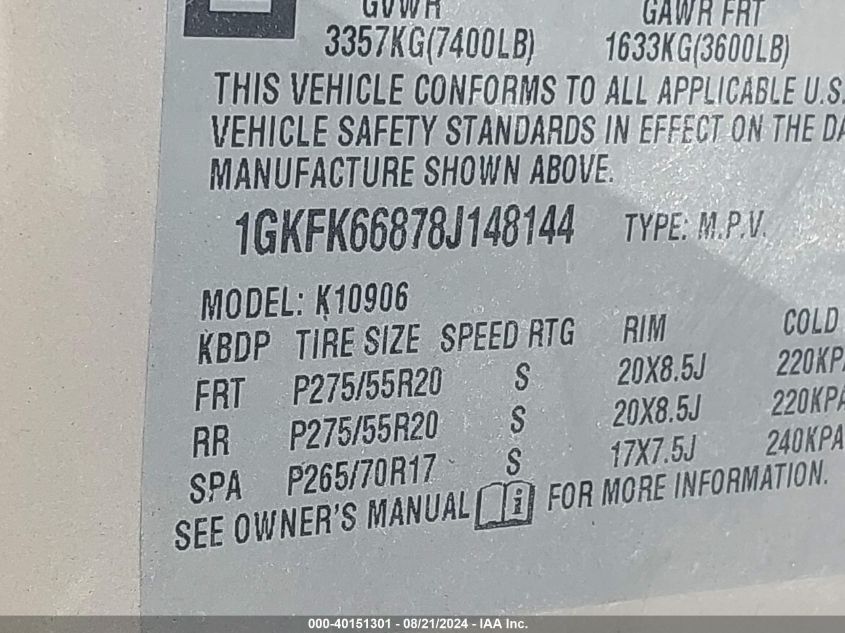 GVWR GAWR FRT
3357KG(7400LB) 1633KG(3600LB)
THIS VEHICLE CONFORMS TO ALL APPLICABLE U.S.
VEHICLE SAFETY STANDARDS IN EFFECT ON THE DA
MANUFACTURE SHOWN ABOVE.
1GKFK66878J148144 TYPE: M.P.V.
MODEL: K10906
KBDP TIRE SIZE SPEED RTG RIM COLD
FRT P275/55R20 S 20X8.5J 220KPA
RR P275/55R20 S 20X8.5J 220KPA
SPA P265/70R17 S 17X7.5J 240KPA
SEE OWNER'S MANUAL i FOR MORE INFORMATION.
000-40151301 - 08/21/2024 - IAA Inc.